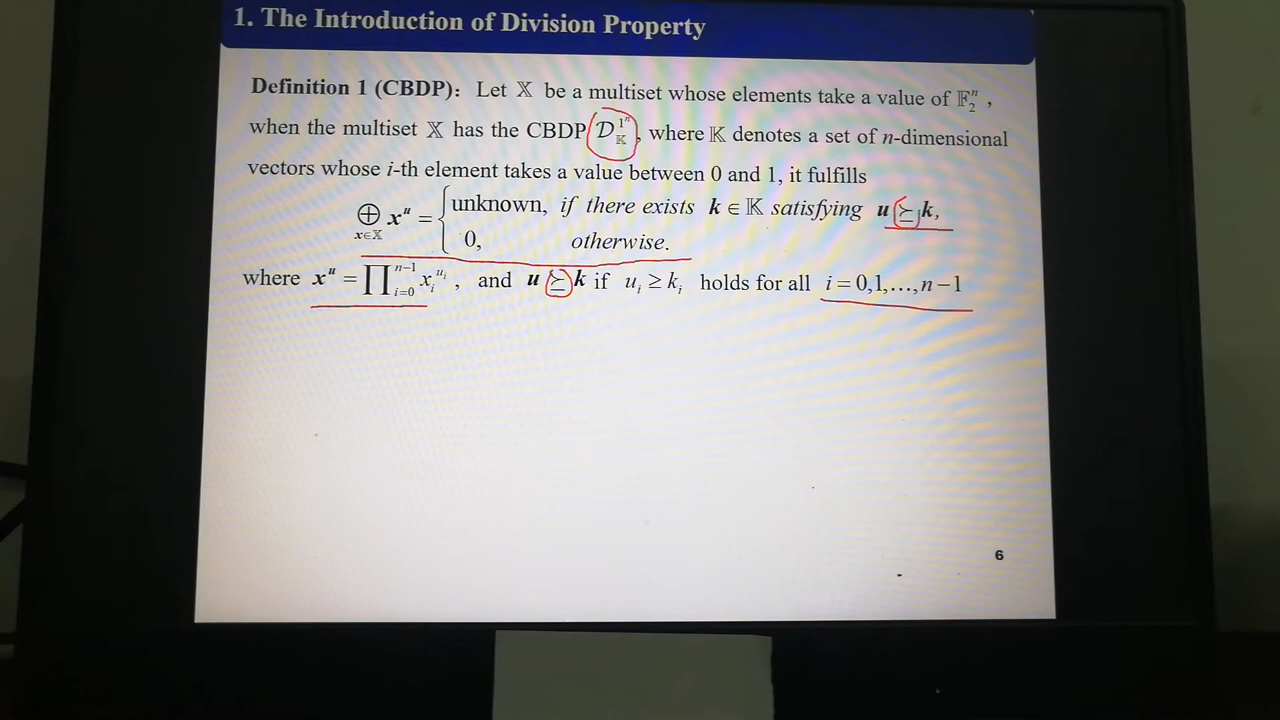 1. The Introduction of Division Property
Definition 1 (CBDP): Let 𝕏 be a multiset whose elements take a value of 𝔽₂ⁿ ,
when the multiset 𝕏 has the CBDP 𝒟_𝕂^{1ⁿ}, where 𝕂 denotes a set of n-dimensional
vectors whose i-th element takes a value between 0 and 1, it fulfills
⊕_{x∈𝕏} x^u = { unknown, if there exists k ∈ 𝕂 satisfying u ⪰ k,
0, otherwise.
where x^u = ∏_{i=0}^{n−1} x_i^{u_i} , and u ⪰ k if u_i ≥ k_i holds for all i = 0,1,...,n−1
6